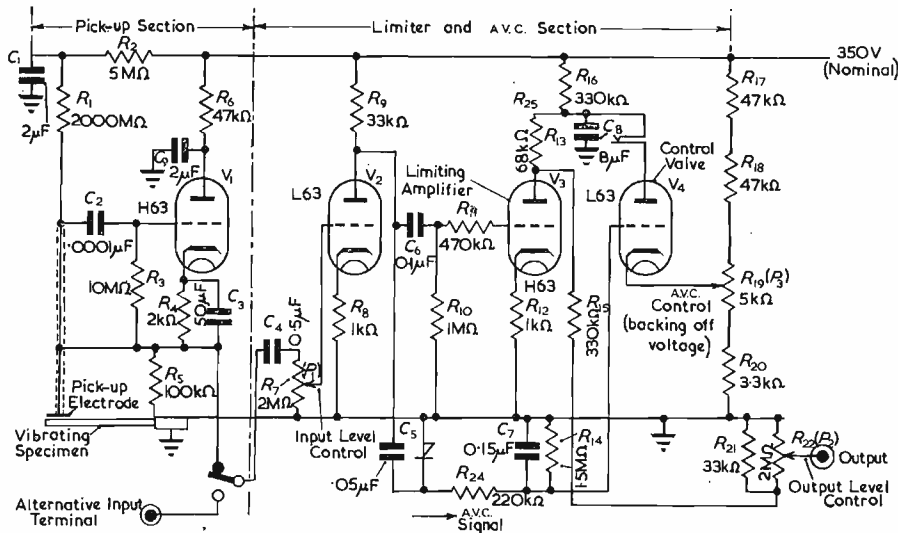 Pick-up Section
Limiter and A.V.C. Section
C1
2μF
R2
5MΩ
R1
2000MΩ
R6
47kΩ
C9
2μF
V1
H63
C2
.0001μF
R3
10MΩ
R4
2kΩ
50μF
C3
R5
100kΩ
Pick-up
Electrode
Vibrating
Specimen
Alternative Input
Terminal
C4
0.5μF
R7
(P1)
2MΩ
Input Level
Control
R9
33kΩ
L63
V2
R8
1kΩ
C6
0.1μF
R11
470kΩ
R10
1MΩ
Limiting
Amplifier
C5
.05μF
R24
220kΩ
A.V.C.
Signal
C7
0.15μF
R14
1.5MΩ
R25
R13
68kΩ
R16
330kΩ
C8
8μF
V3
H63
R12
1kΩ
R15
330kΩ
Control
Valve
L63
V4
350V
(Nominal)
R17
47kΩ
R18
47kΩ
R19(P3)
5kΩ
A.V.C.
Control
(backing off
voltage)
R20
3.3kΩ
R21
33kΩ
R22(P2)
2MΩ
Output
Output Level
Control